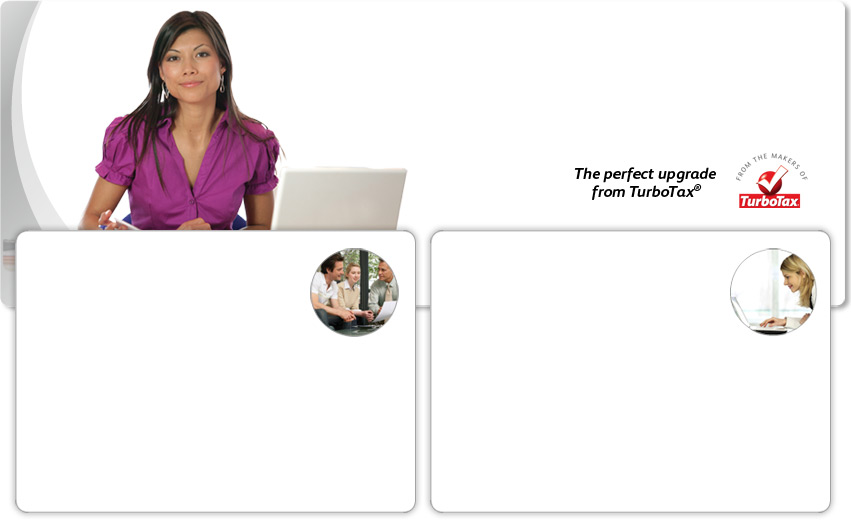 The perfect upgrade
from TurboTax®
FROM THE MAKERS OF
TurboTax